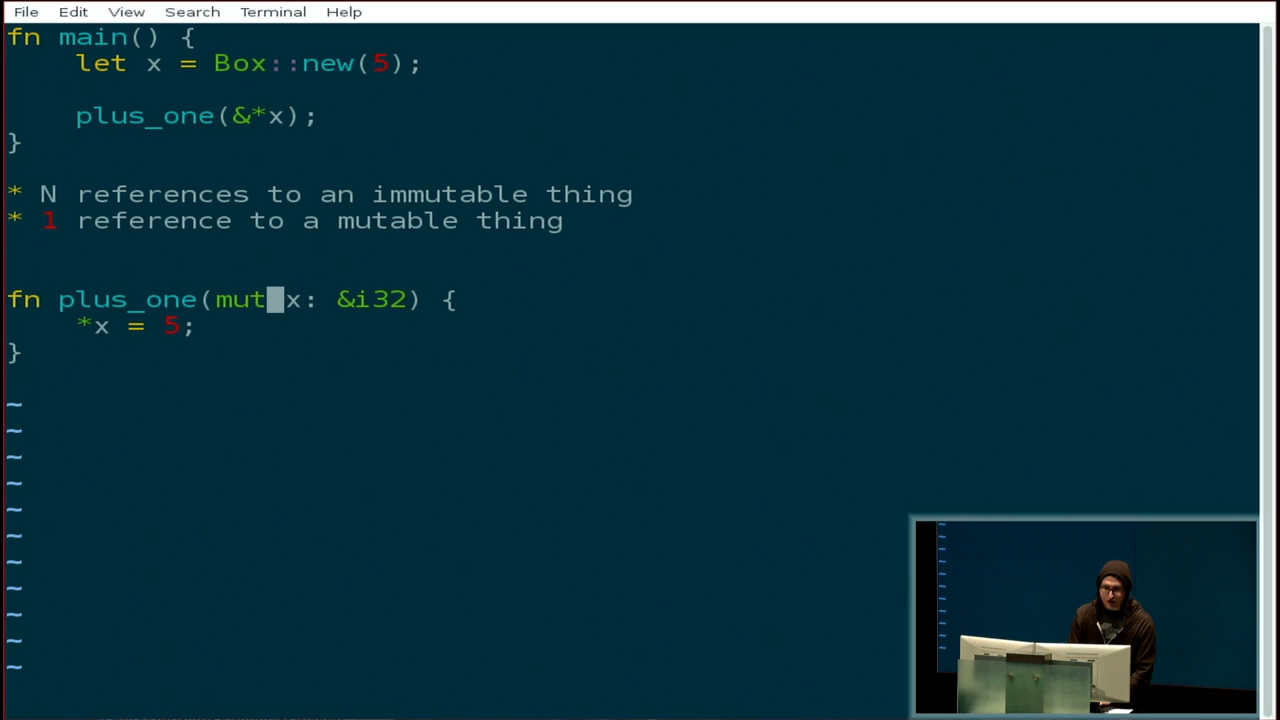 File Edit View Search Terminal Help
fn main() {
    let x = Box::new(5);
    plus_one(&*x);
}
* N references to an immutable thing
* 1 reference to a mutable thing
fn plus_one(mut x: &i32) {
    *x = 5;
}
~
~
~
~
~
~
~
~
~
~
~